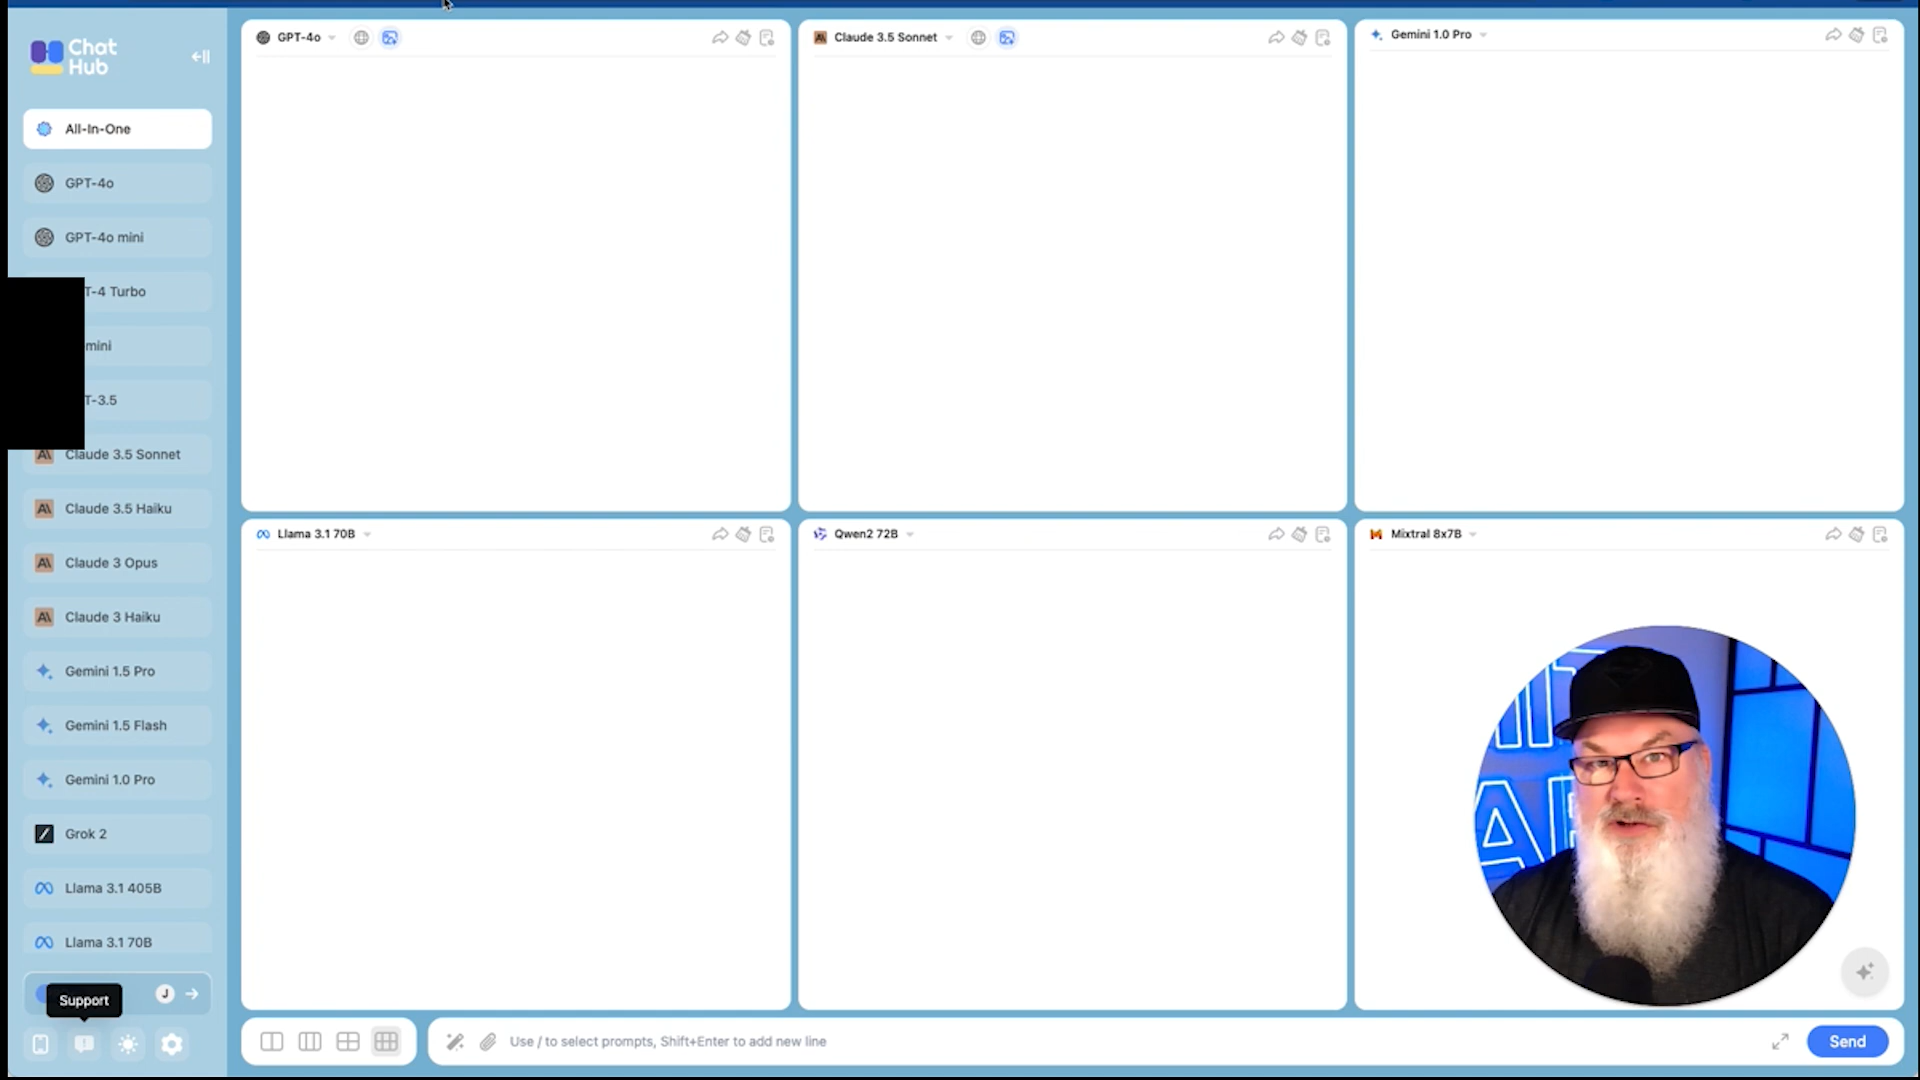 Chat
Hub
All-In-One
GPT-4o
GPT-4o mini
T-4 Turbo
mini
T-3.5
Claude 3.5 Sonnet
Claude 3.5 Haiku
Claude 3 Opus
Claude 3 Haiku
Gemini 1.5 Pro
Gemini 1.5 Flash
Gemini 1.0 Pro
Grok 2
Llama 3.1 405B
Llama 3.1 70B
J
Support
GPT-4o
Claude 3.5 Sonnet
Gemini 1.0 Pro
Llama 3.1 70B
Qwen2 72B
Mixtral 8x7B
Use / to select prompts, Shift+Enter to add new line
Send